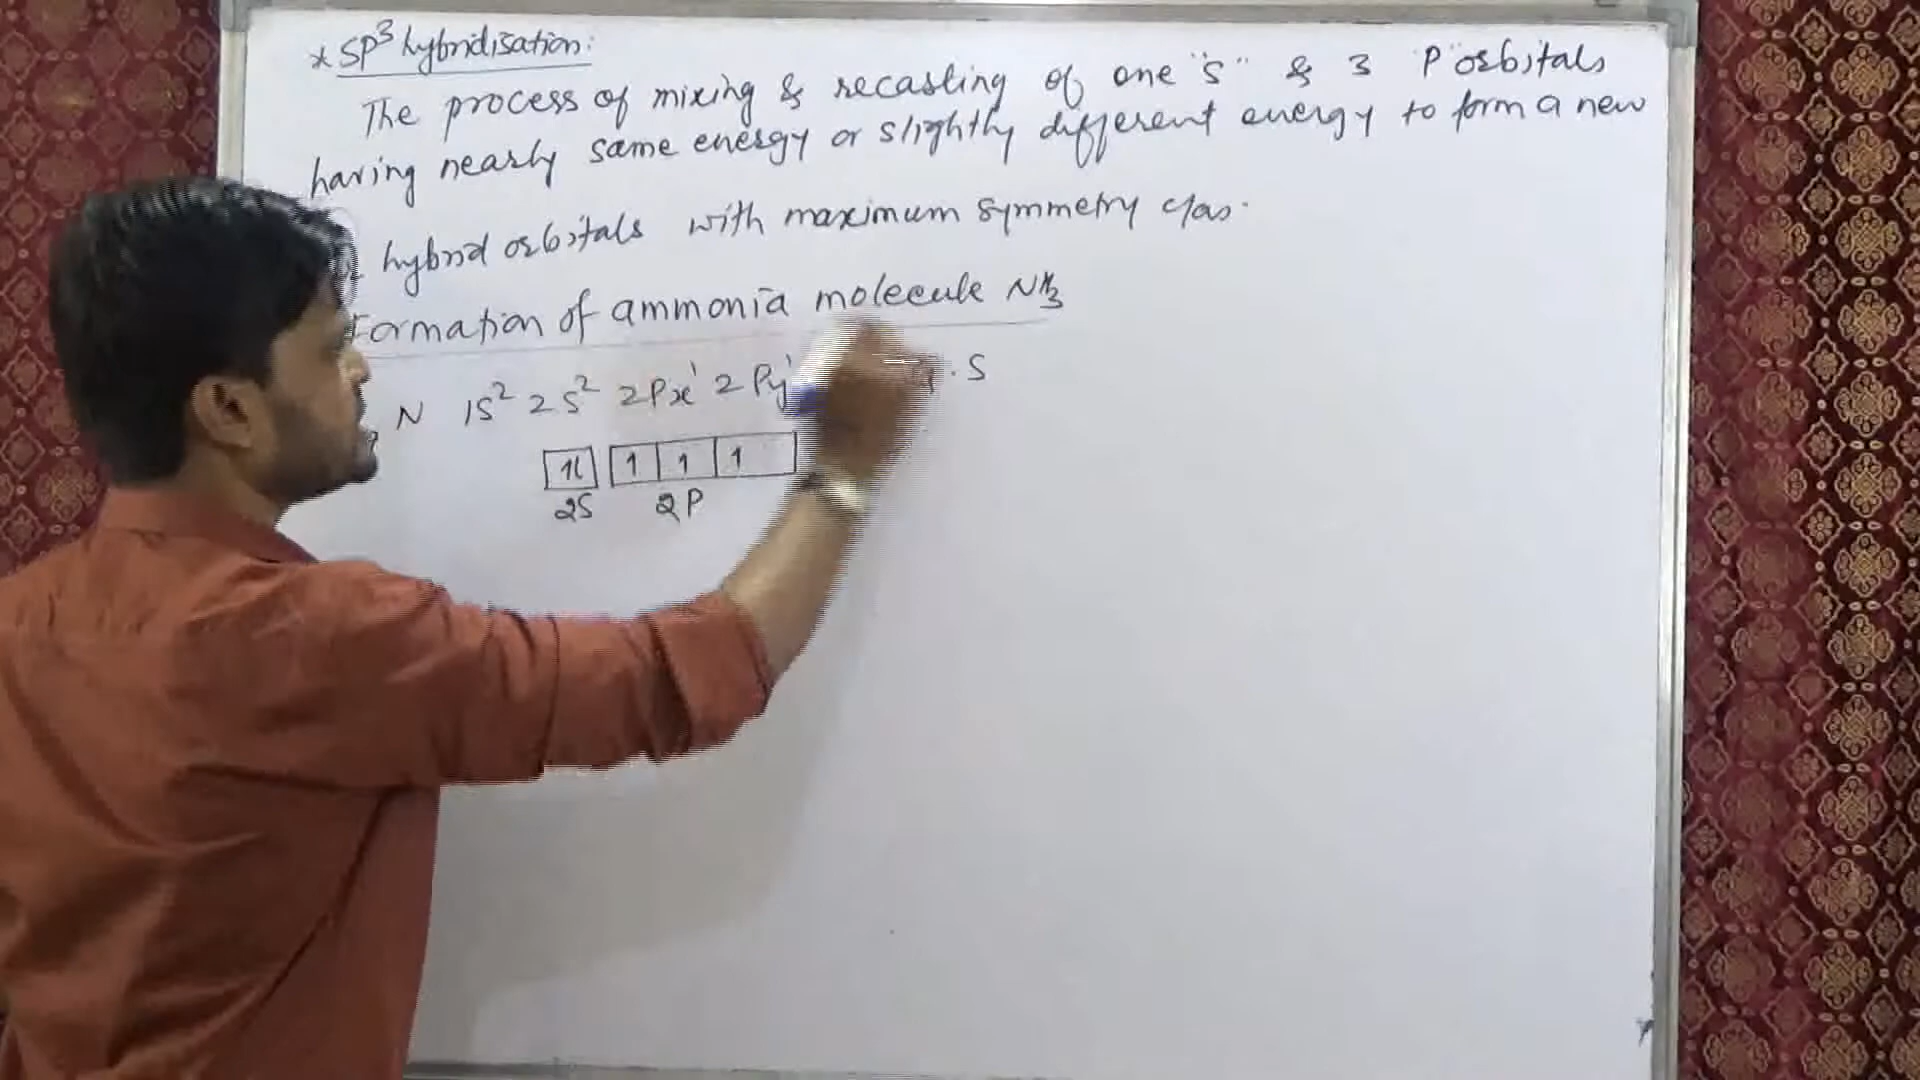 * SP³ hybridisation:
The process of mixing & recasting of one "s" & 3 P orbitals
having nearly same energy or slightly different energy to form a new
hybrid orbitals with maximum symmetry
formation of ammonia molecule NH₃
N 1S² 2S² 2Px¹ 2Py¹ . S
1l 1 1 1
2S 2P